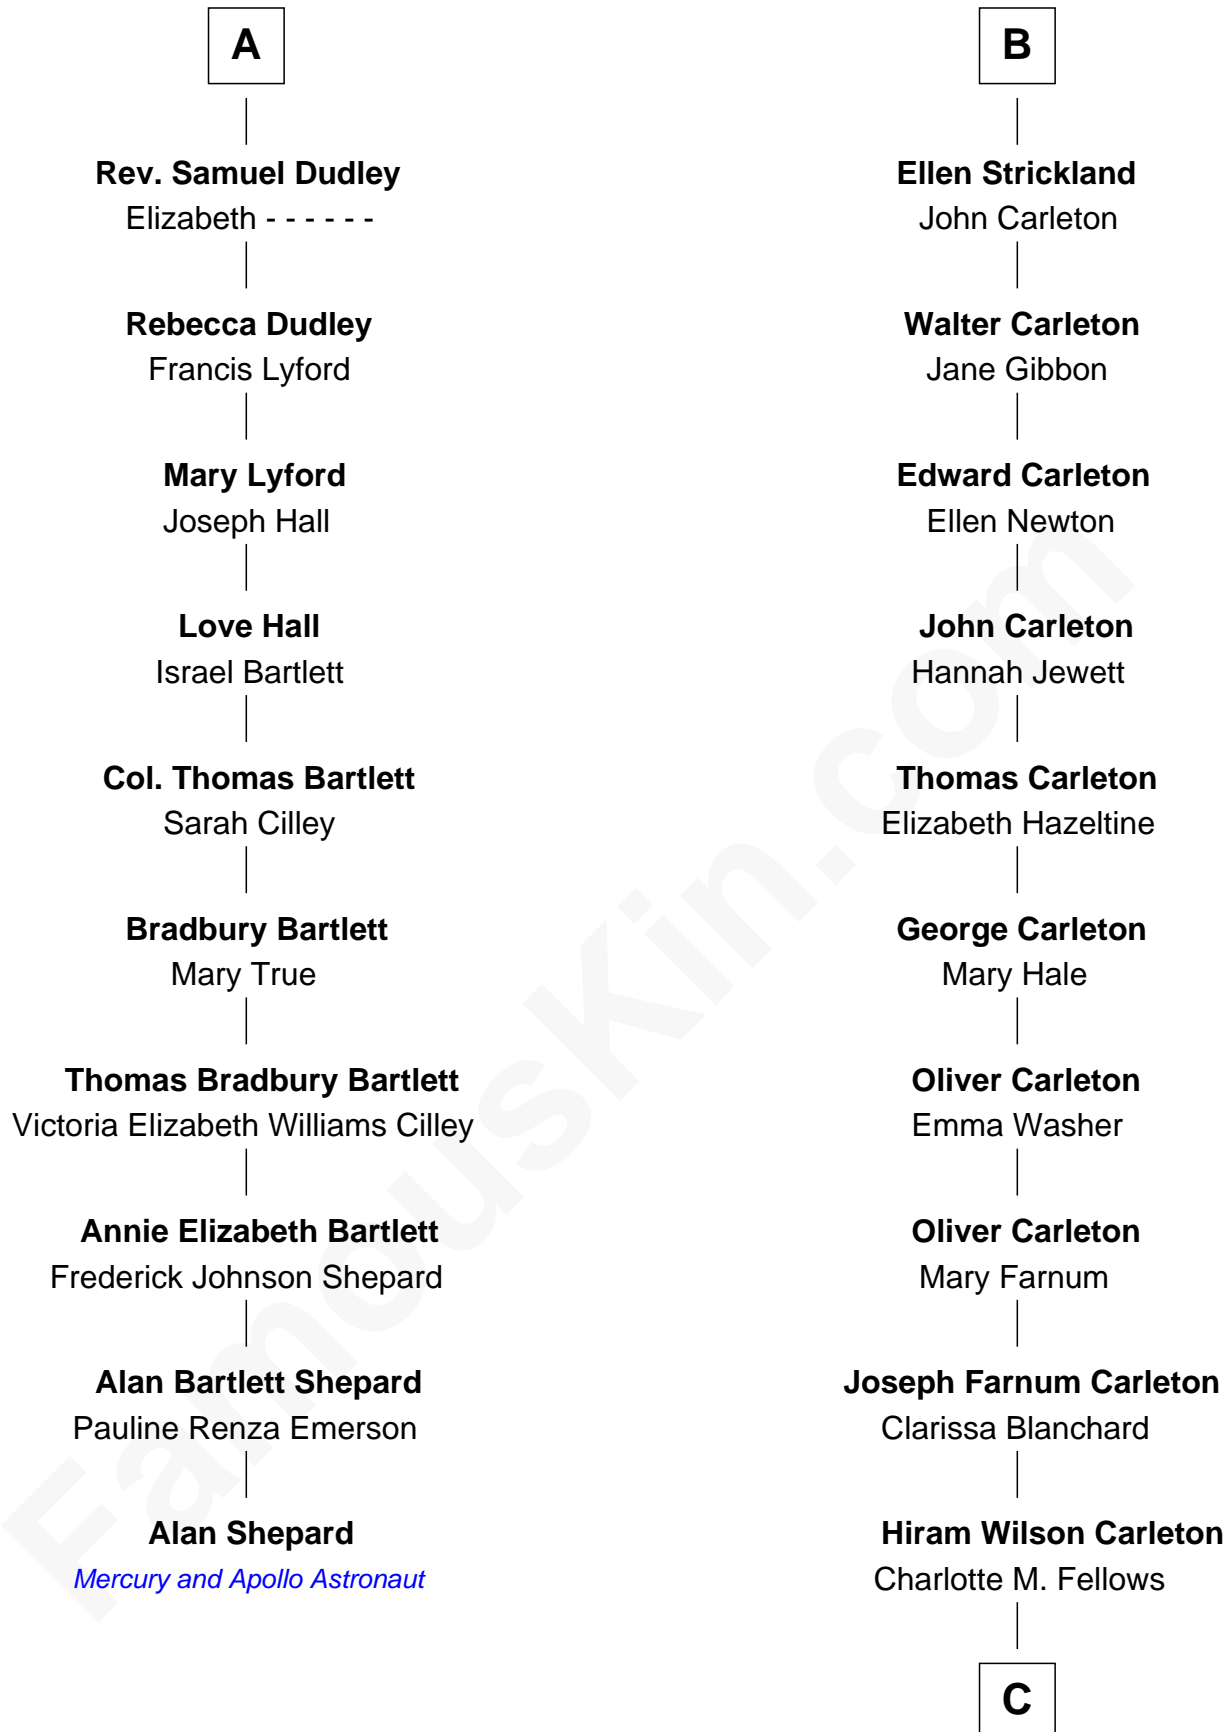 A
Rev. Samuel Dudley
Elizabeth - - - - - -
Rebecca Dudley
Francis Lyford
Mary Lyford
Joseph Hall
Love Hall
Israel Bartlett
Col. Thomas Bartlett
Sarah Cilley
Bradbury Bartlett
Mary True
Thomas Bradbury Bartlett
Victoria Elizabeth Williams Cilley
Annie Elizabeth Bartlett
Frederick Johnson Shepard
Alan Bartlett Shepard
Pauline Renza Emerson
Alan Shepard
Mercury and Apollo Astronaut
B
Ellen Strickland
John Carleton
Walter Carleton
Jane Gibbon
Edward Carleton
Ellen Newton
John Carleton
Hannah Jewett
Thomas Carleton
Elizabeth Hazeltine
George Carleton
Mary Hale
Oliver Carleton
Emma Washer
Oliver Carleton
Mary Farnum
Joseph Farnum Carleton
Clarissa Blanchard
Hiram Wilson Carleton
Charlotte M. Fellows
C
FamousKin.com